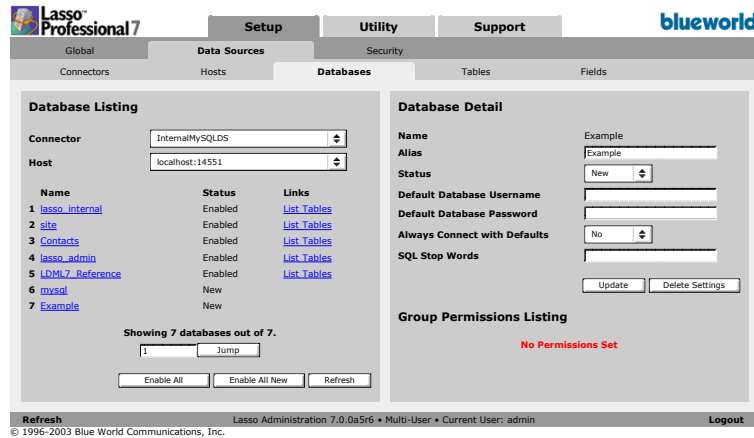 Lasso™
Professional 7
Setup
Utility
Support
blueworld
Global
Data Sources
Security
Connectors
Hosts
Databases
Tables
Fields
Database Listing
Connector InternalMySQLDS
Host localhost:14551
Name Status Links
1 lasso_internal Enabled List Tables
2 site Enabled List Tables
3 Contacts Enabled List Tables
4 lasso_admin Enabled List Tables
5 LDML7_Reference Enabled List Tables
6 mysql New
7 Example New
Showing 7 databases out of 7.
1 Jump
Enable All Enable All New Refresh
Database Detail
Name Example
Alias Example
Status New
Default Database Username
Default Database Password
Always Connect with Defaults No
SQL Stop Words
Update Delete Settings
Group Permissions Listing
No Permissions Set
Refresh Lasso Administration 7.0.0a5r6 • Multi-User • Current User: admin Logout
© 1996-2003 Blue World Communications, Inc.